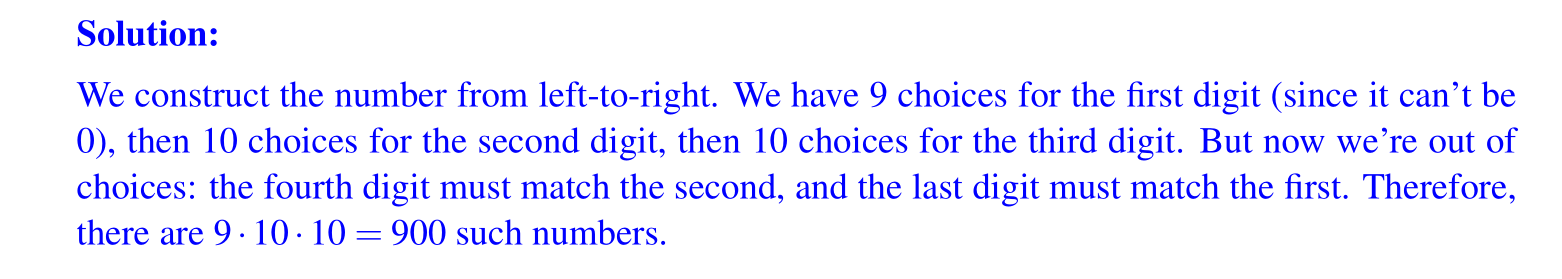 Solution:
We construct the number from left-to-right. We have 9 choices for the first digit (since it can't be
0), then 10 choices for the second digit, then 10 choices for the third digit. But now we're out of
choices: the fourth digit must match the second, and the last digit must match the first. Therefore,
there are 9 · 10 · 10 = 900 such numbers.